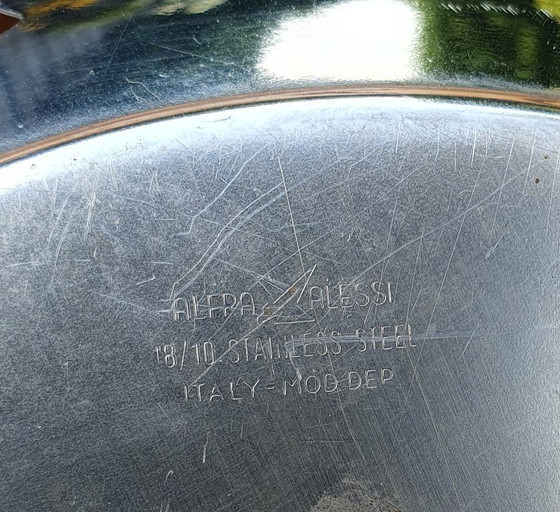 ALFRA ALESSI
18/10 STAINLESS STEEL
ITALY=MOD·DEP